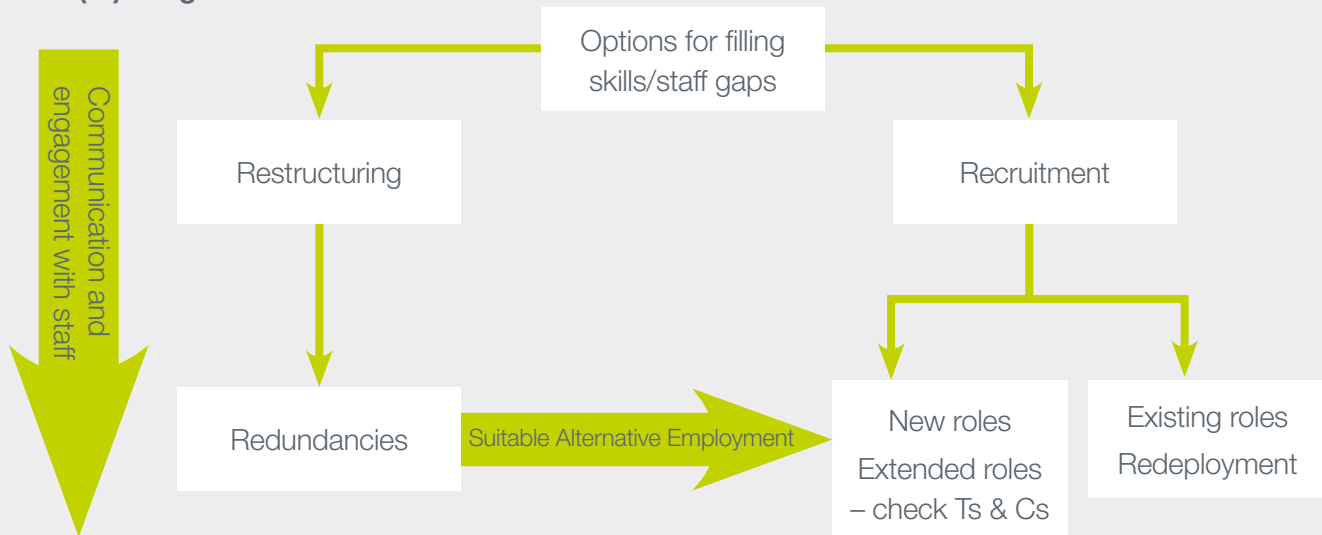 Options for filling
skills/staff gaps
Communication and
engagement with staff
Restructuring
Recruitment
Redundancies
Suitable Alternative Employment
New roles
Extended roles
– check Ts & Cs
Existing roles
Redeployment